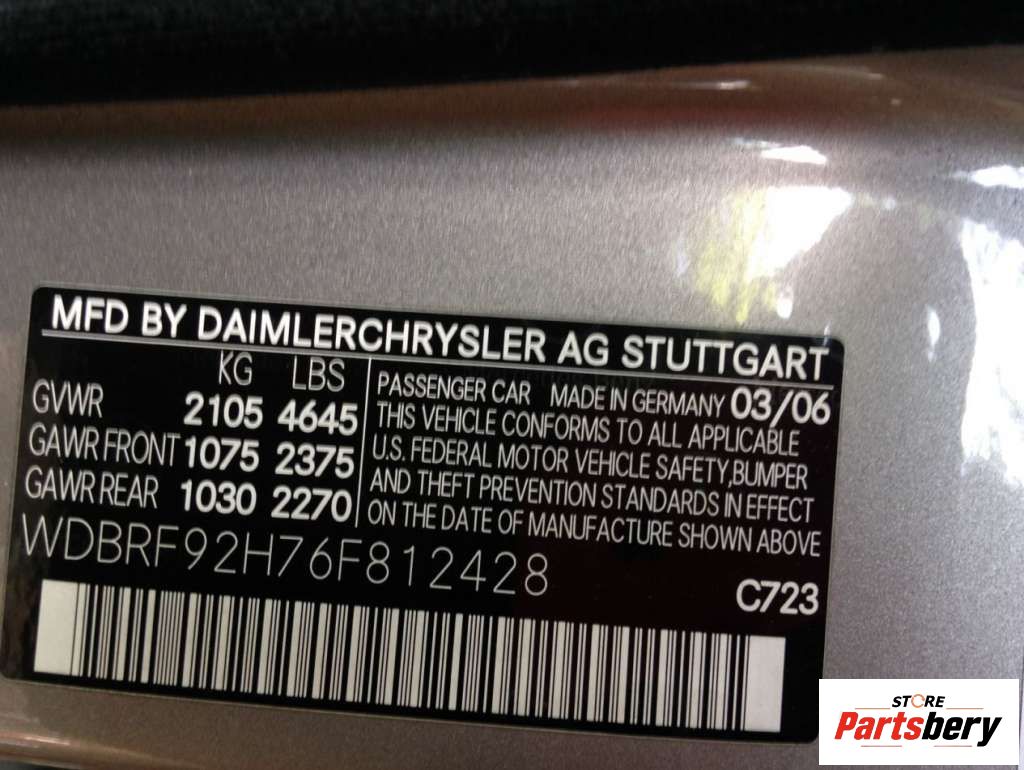 MFD BY DAIMLERCHRYSLER AG STUTTGART
KG LBS
GVWR 2105 4645
GAWR FRONT 1075 2375
GAWR REAR 1030 2270
PASSENGER CAR MADE IN GERMANY 03/06
THIS VEHICLE CONFORMS TO ALL APPLICABLE
U.S. FEDERAL MOTOR VEHICLE SAFETY,BUMPER
AND THEFT PREVENTION STANDARDS IN EFFECT
ON THE DATE OF MANUFACTURE SHOWN ABOVE
WDBRF92H76F812428
C723
STORE
Partsbery